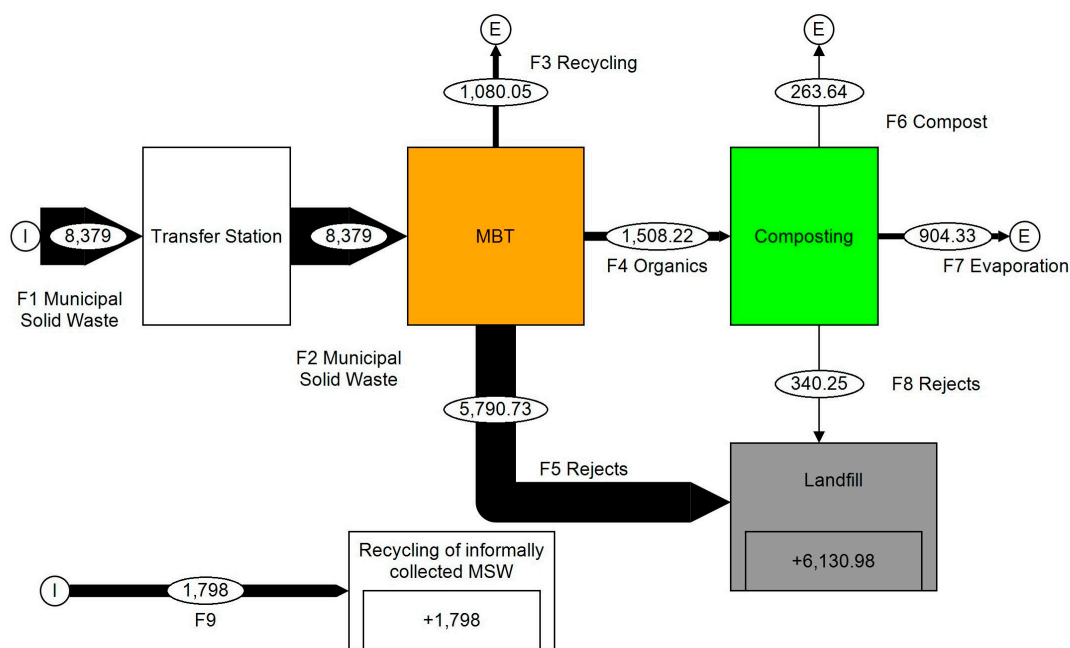 E
E
F3 Recycling
1,080.05
263.64
F6 Compost
I
8,379
Transfer Station
8,379
MBT
1,508.22
Composting
904.33
E
F4 Organics
F7 Evaporation
F1 Municipal
Solid Waste
F2 Municipal
Solid Waste
5,790.73
340.25
F8 Rejects
F5 Rejects
Landfill
+6,130.98
Recycling of informally
collected MSW
I
1,798
F9
+1,798